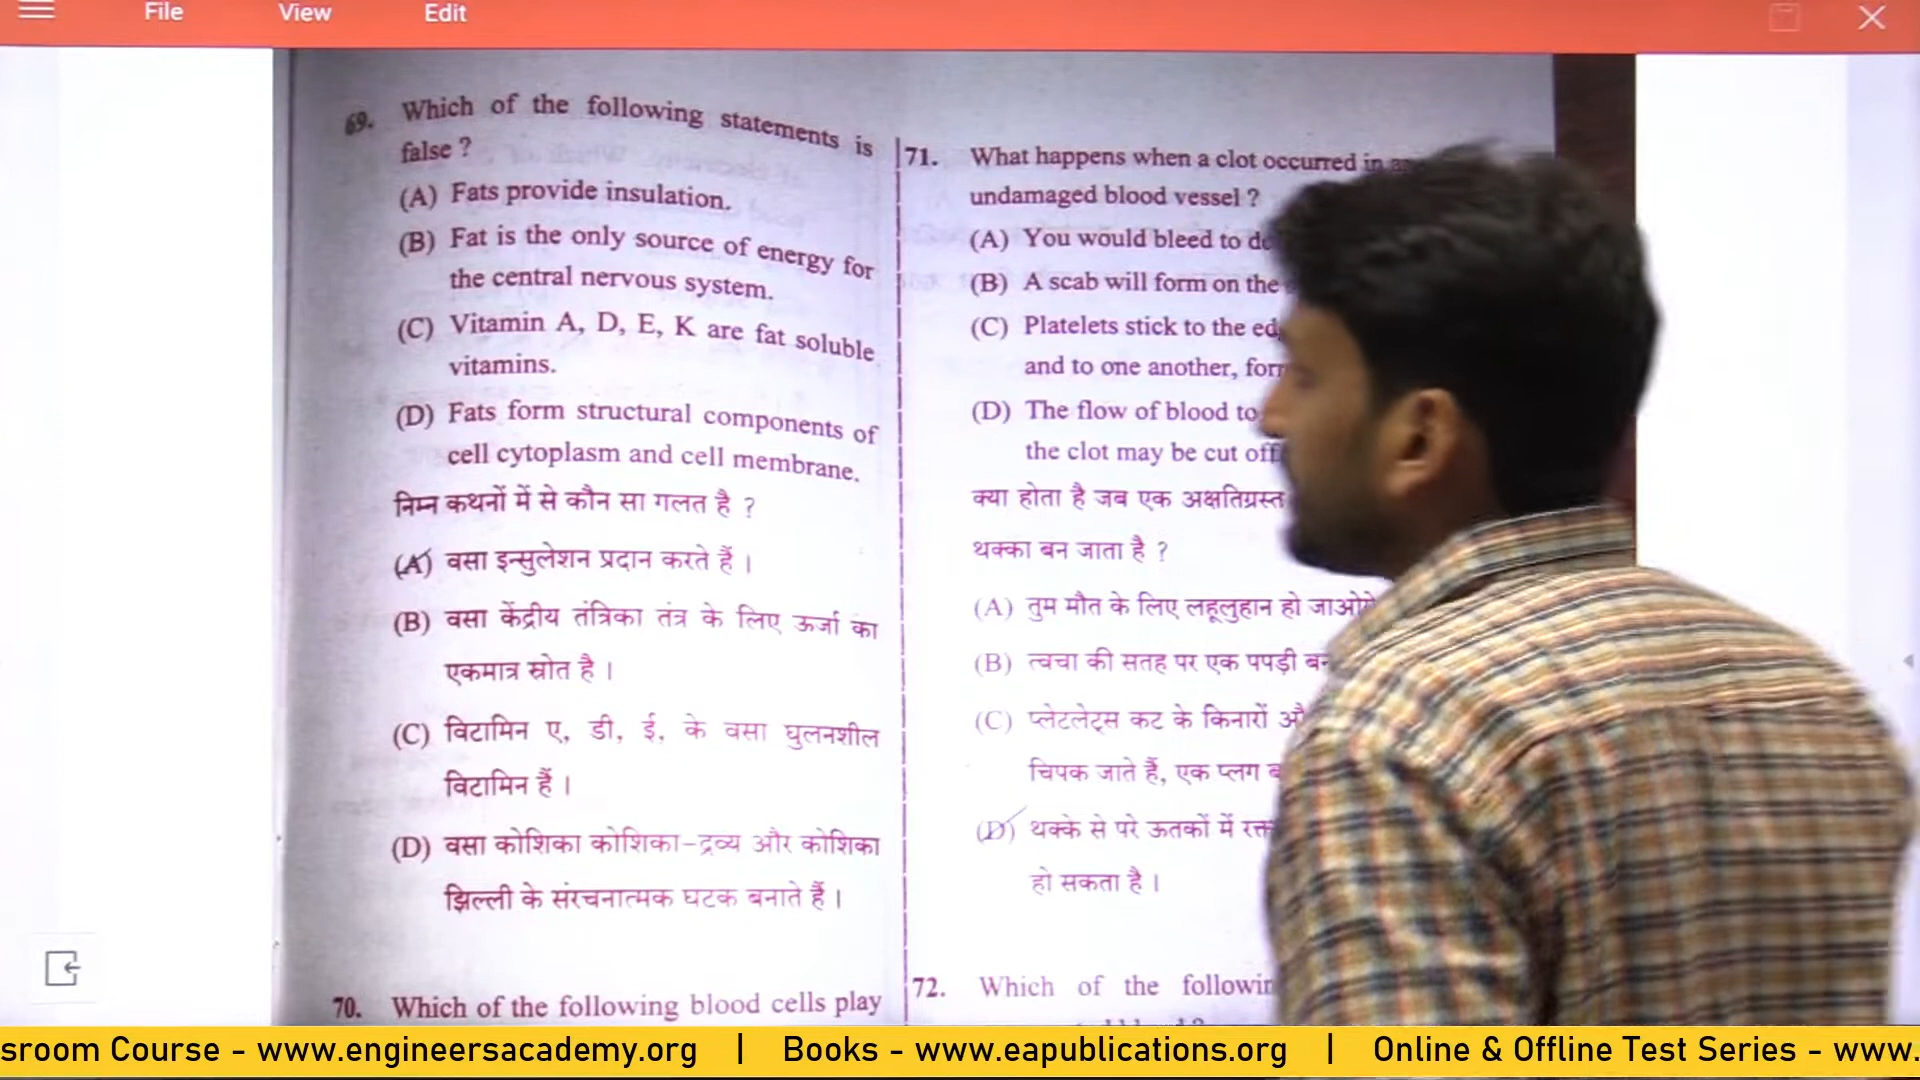 File View Edit
69. Which of the following statements is
false ?
(A) Fats provide insulation.
(B) Fat is the only source of energy for
the central nervous system.
(C) Vitamin A, D, E, K are fat soluble
vitamins.
(D) Fats form structural components of
cell cytoplasm and cell membrane.
निम्न कथनों में से कौन सा गलत है ?
(A) वसा इन्सुलेशन प्रदान करते हैं ।
(B) वसा केंद्रीय तंत्रिका तंत्र के लिए ऊर्जा का
एकमात्र स्रोत है ।
(C) विटामिन ए, डी, ई, के वसा घुलनशील
विटामिन हैं ।
(D) वसा कोशिका कोशिका-द्रव्य और कोशिका
झिल्ली के संरचनात्मक घटक बनाते हैं ।
70. Which of the following blood cells play
71. What happens when a clot occurred in
undamaged blood vessel ?
(A) You would bleed to
(B) A scab will form on the
(C) Platelets stick to the
and to one another,
(D) The flow of blood to
the clot may be cut off
क्या होता है जब एक अक्षतिग्रस्त
थक्का बन जाता है ?
(A) तुम मौत के लिए लहूलुहान हो जाओगे
(B) त्वचा की सतह पर एक पपड़ी
(C) प्लेटलेट्स कट के किनारों
चिपक जाते हैं, एक प्लग
(D) थक्के से परे ऊतकों में
हो सकता है ।
72. Which of the
sroom Course - www.engineersacademy.org | Books - www.eapublications.org | Online & Offline Test Series - www.